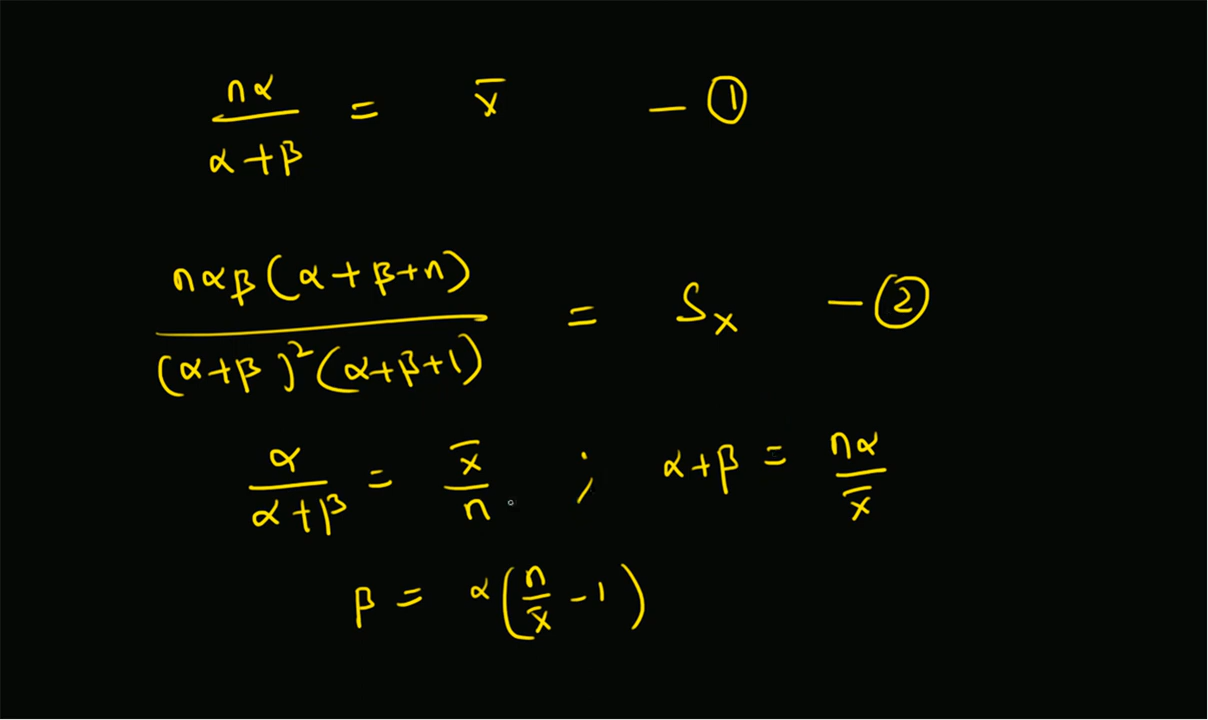 nα/(α+β) = x̄ — ①
nαβ(α+β+n)/((α+β)²(α+β+1)) = Sₓ — ②
α/(α+β) = x̄/n ; α+β = nα/x̄
β = α(n/x̄ - 1)